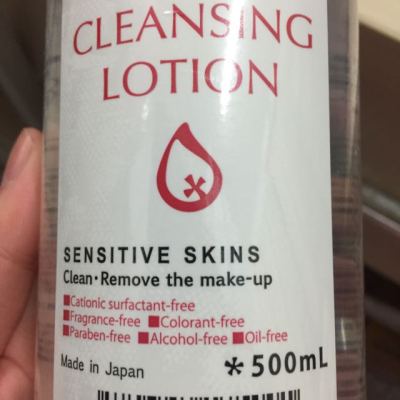 CLEANSING
LOTION
SENSITIVE SKINS
Clean・Remove the make-up
■Cationic surfactant-free
■Fragrance-free ■Colorant-free
■Paraben-free ■Alcohol-free ■Oil-free
Made in Japan *500mL